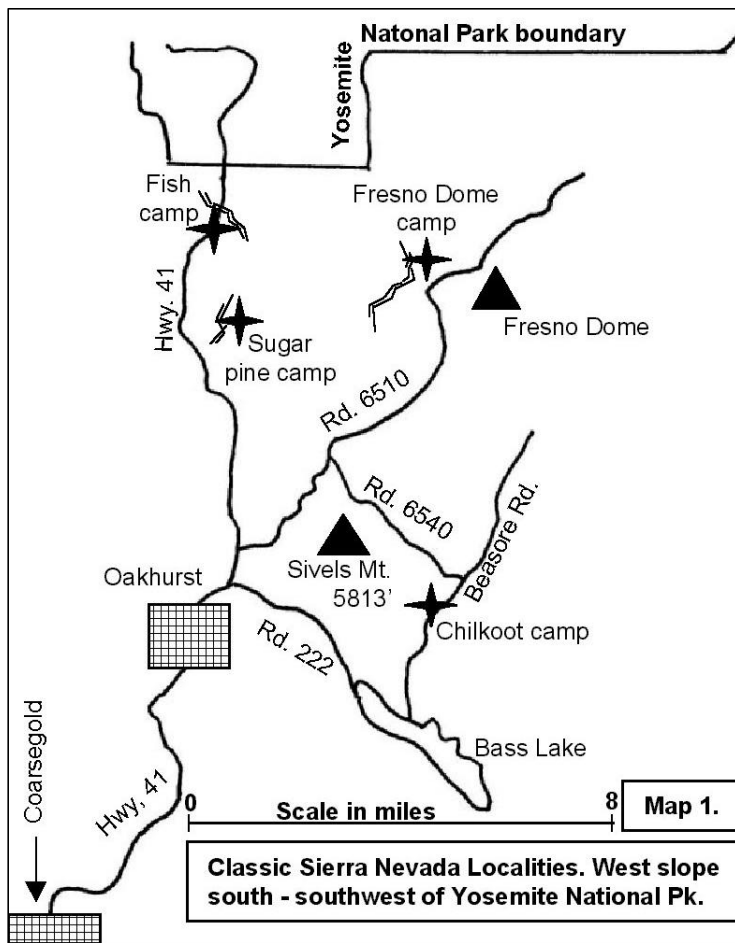 Natonal Park boundary
Yosemite
Fish
camp
Fresno Dome
camp
Hwy. 41
Fresno Dome
Sugar
pine camp
Rd. 6510
Rd. 6540
Beasore Rd.
Oakhurst
Sivels Mt.
5813'
Chilkoot camp
Rd. 222
Bass Lake
Coarsegold
Hwy, 41
0
Scale in miles
8
Map 1.
Classic Sierra Nevada Localities. West slope
south - southwest of Yosemite National Pk.